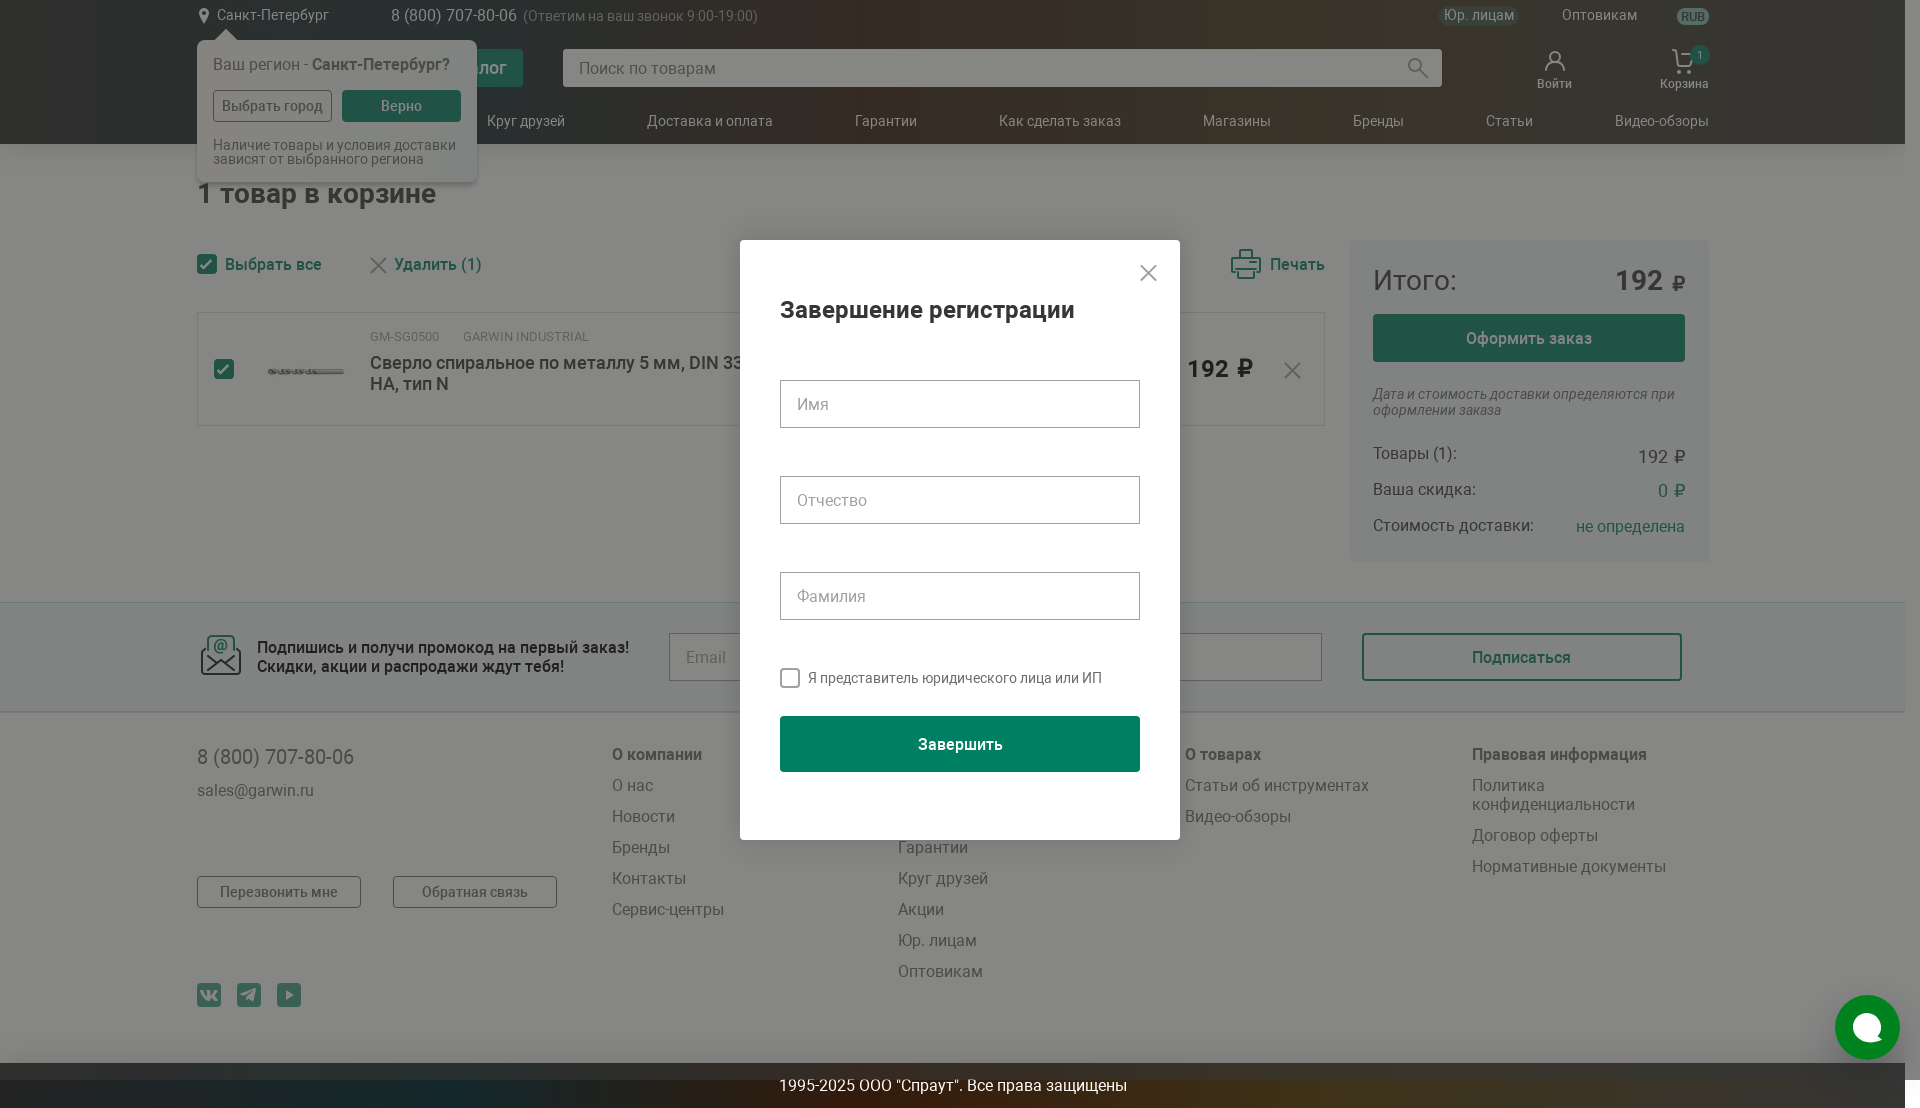 Санкт-Петербург
8 (800) 707-80-06 (Ответим на ваш звонок 9:00-19:00)
Юр. лицам
Оптовикам
RUB
Ваш регион - Санкт-Петербург?
Выбрать город
Верно
Наличие товары и условия доставки
зависят от выбранного региона
Поиск по товарам
Войти
1
Корзина
Круг друзей
Доставка и оплата
Гарантии
Как сделать заказ
Магазины
Бренды
Статьи
Видео-обзоры
1 товар в корзине
Выбрать все
Удалить (1)
Печать
GM-SG0500
GARWIN INDUSTRIAL
Сверло спиральное по металлу 5 мм, DIN 33
HA, тип N
192 ₽
Итого:
192 ₽
Оформить заказ
Дата и стоимость доставки определяются при
оформлении заказа
Товары (1):
192 ₽
Ваша скидка:
0 ₽
Стоимость доставки:
не определена
Завершение регистрации
Имя
Отчество
Фамилия
Я представитель юридического лица или ИП
Завершить
Подпишись и получи промокод на первый заказ!
Скидки, акции и распродажи ждут тебя!
Email
Подписаться
8 (800) 707-80-06
sales@garwin.ru
Перезвонить мне
Обратная связь
О компании
О нас
Новости
Бренды
Контакты
Сервис-центры
Гарантии
Круг друзей
Акции
Юр. лицам
Оптовикам
О товарах
Статьи об инструментах
Видео-обзоры
Правовая информация
Политика
конфиденциальности
Договор оферты
Нормативные документы
1995-2025 ООО "Спраут". Все права защищены